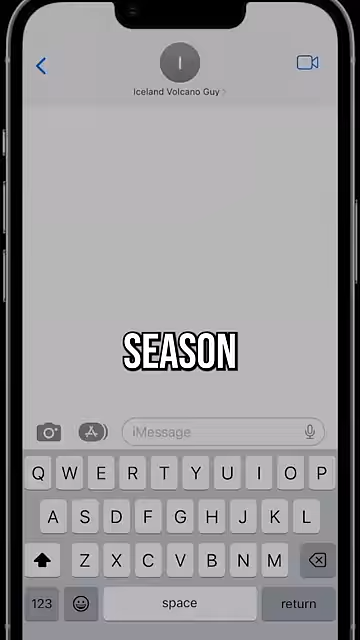 I
Iceland Volcano Guy
SEASON
iMessage
Q W E R T Y U I O P
A S D F G H J K L
Z X C V B N M
123 space return